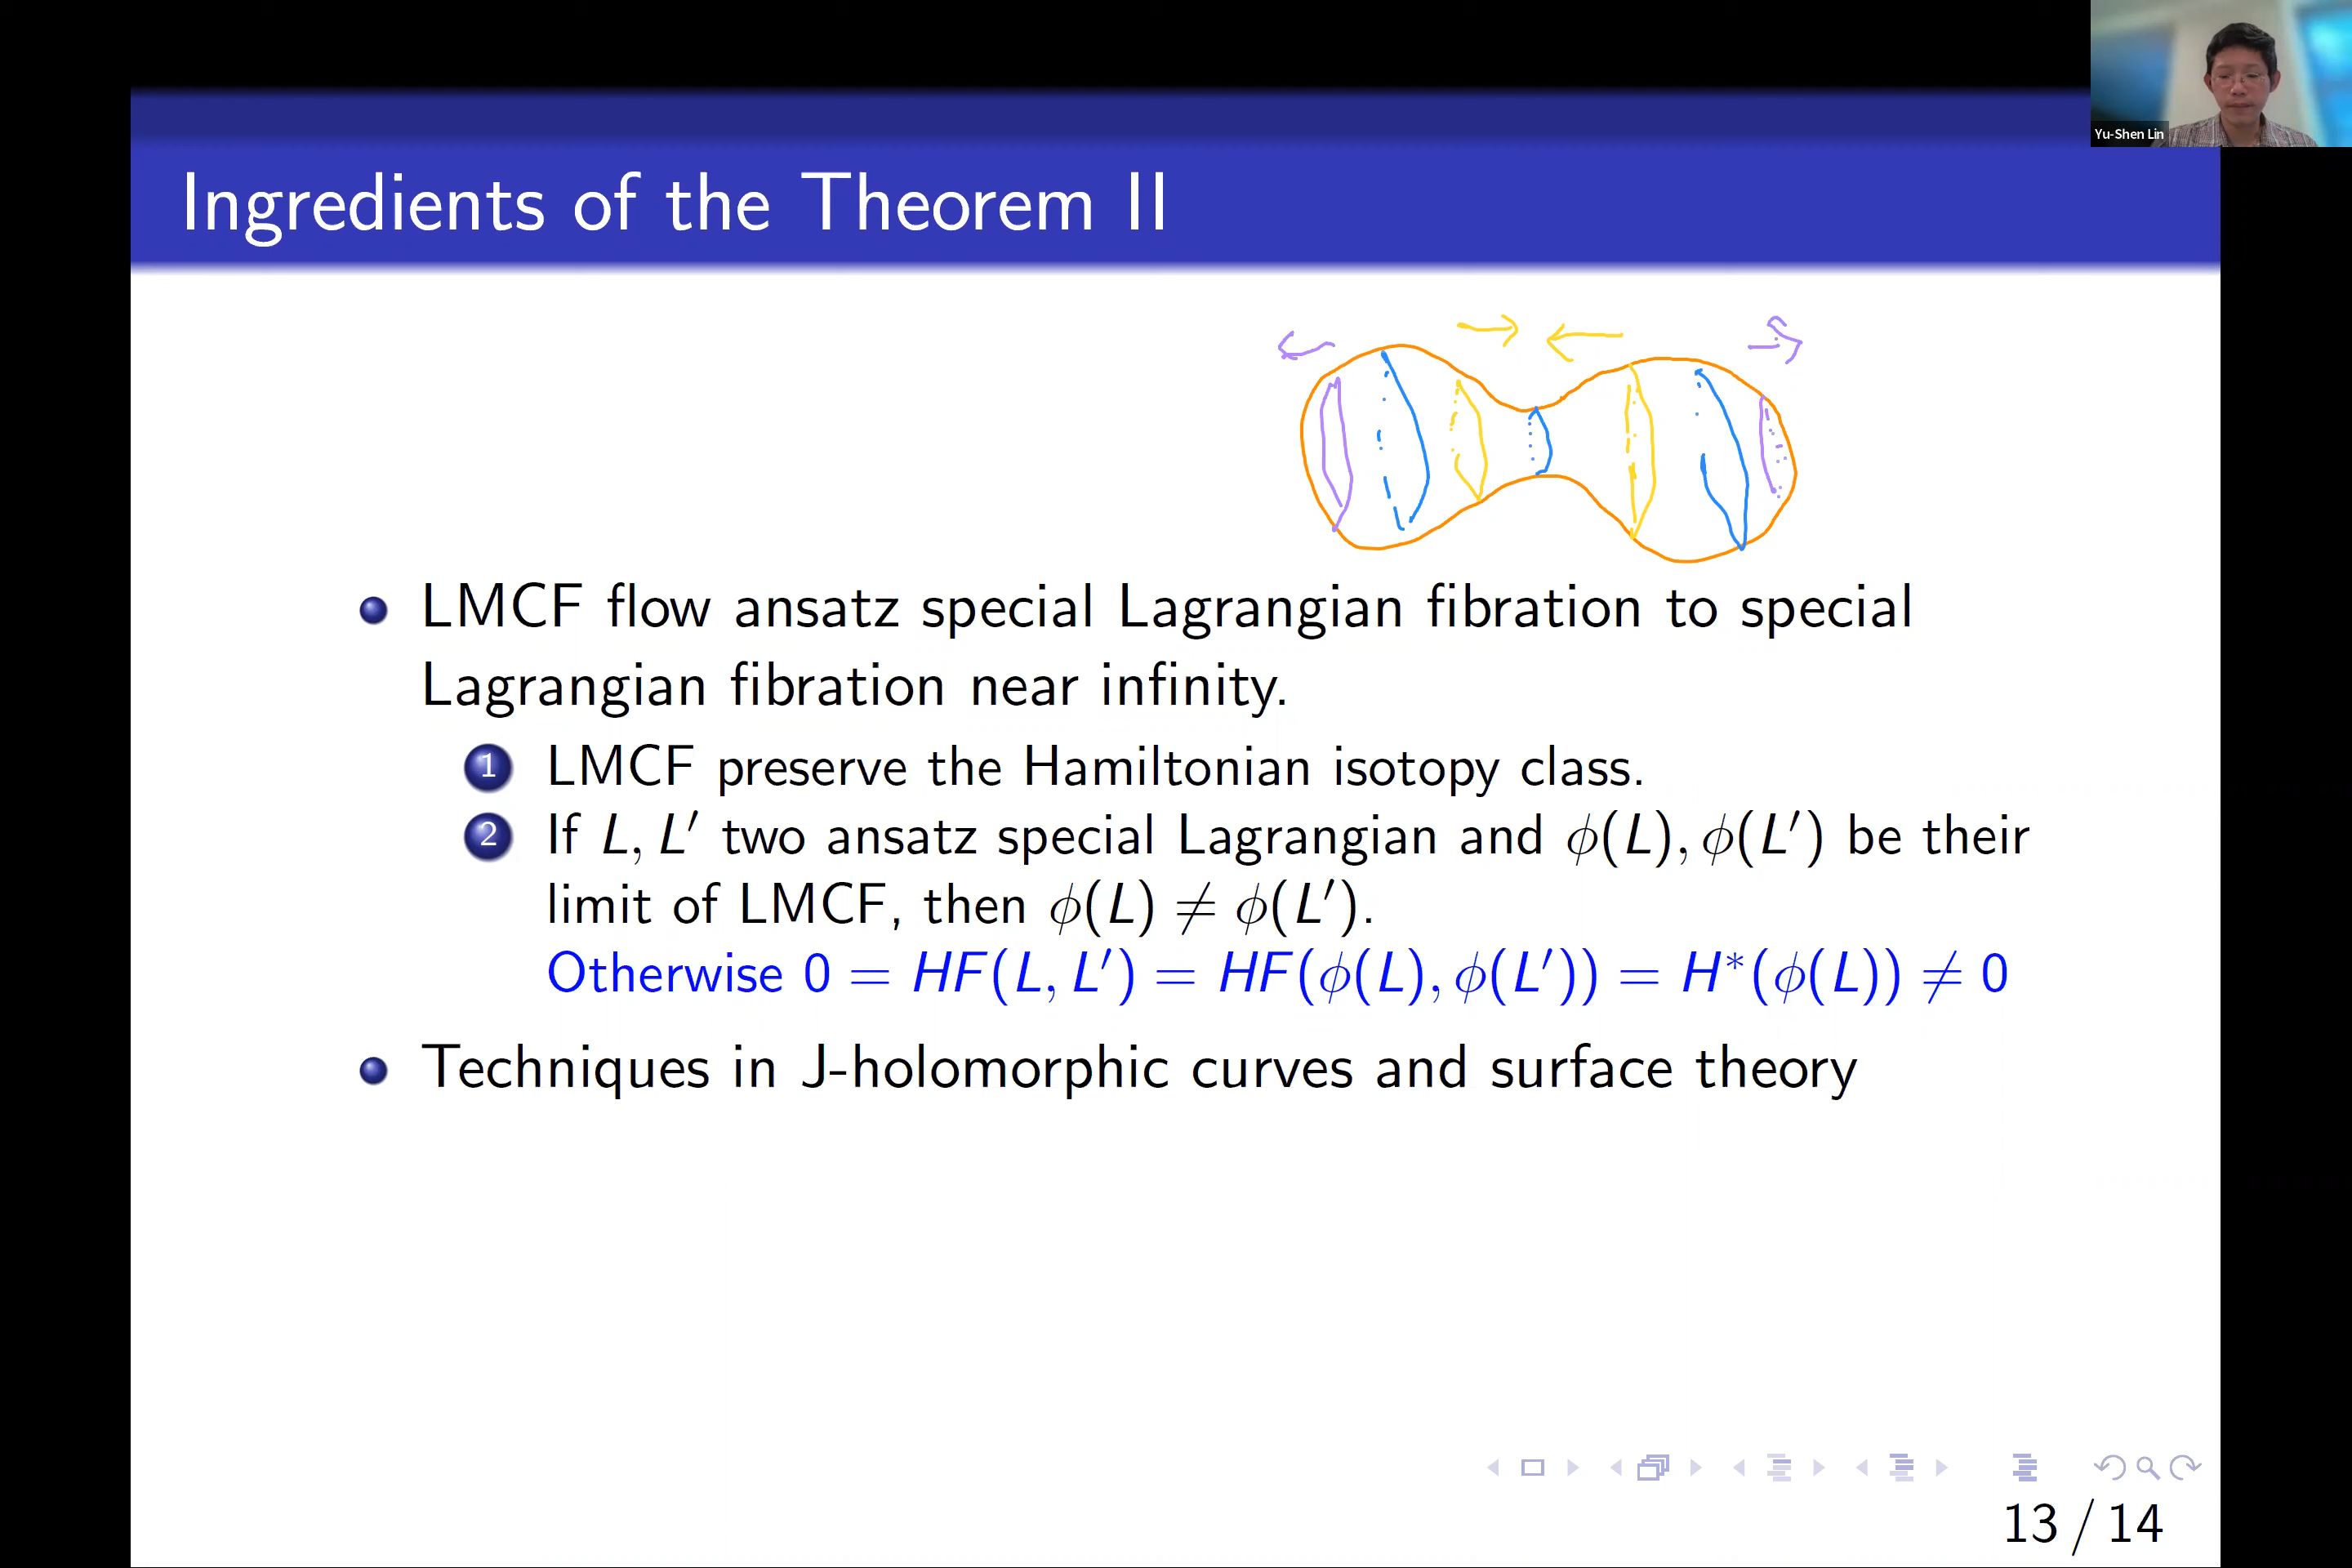 Yu-Shen Lin
Ingredients of the Theorem II
LMCF flow ansatz special Lagrangian fibration to special
Lagrangian fibration near infinity.
1 LMCF preserve the Hamiltonian isotopy class.
2 If L, L′ two ansatz special Lagrangian and ϕ(L), ϕ(L′) be their
limit of LMCF, then ϕ(L) ≠ ϕ(L′).
Otherwise 0 = HF(L, L′) = HF(ϕ(L), ϕ(L′)) = H*(ϕ(L)) ≠ 0
Techniques in J-holomorphic curves and surface theory
13 / 14